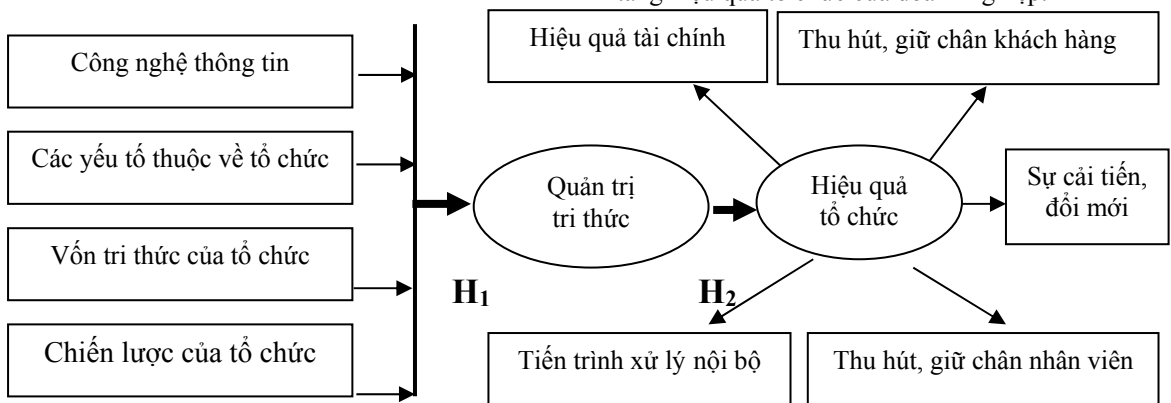 Hiệu quả tài chính
Thu hút, giữ chân khách hàng
Công nghệ thông tin
Các yếu tố thuộc về tổ chức
Quản trị
tri thức
Hiệu quả
tổ chức
Sự cải tiến,
đổi mới
Vốn tri thức của tổ chức
H₁
H₂
Chiến lược của tổ chức
Tiến trình xử lý nội bộ
Thu hút, giữ chân nhân viên